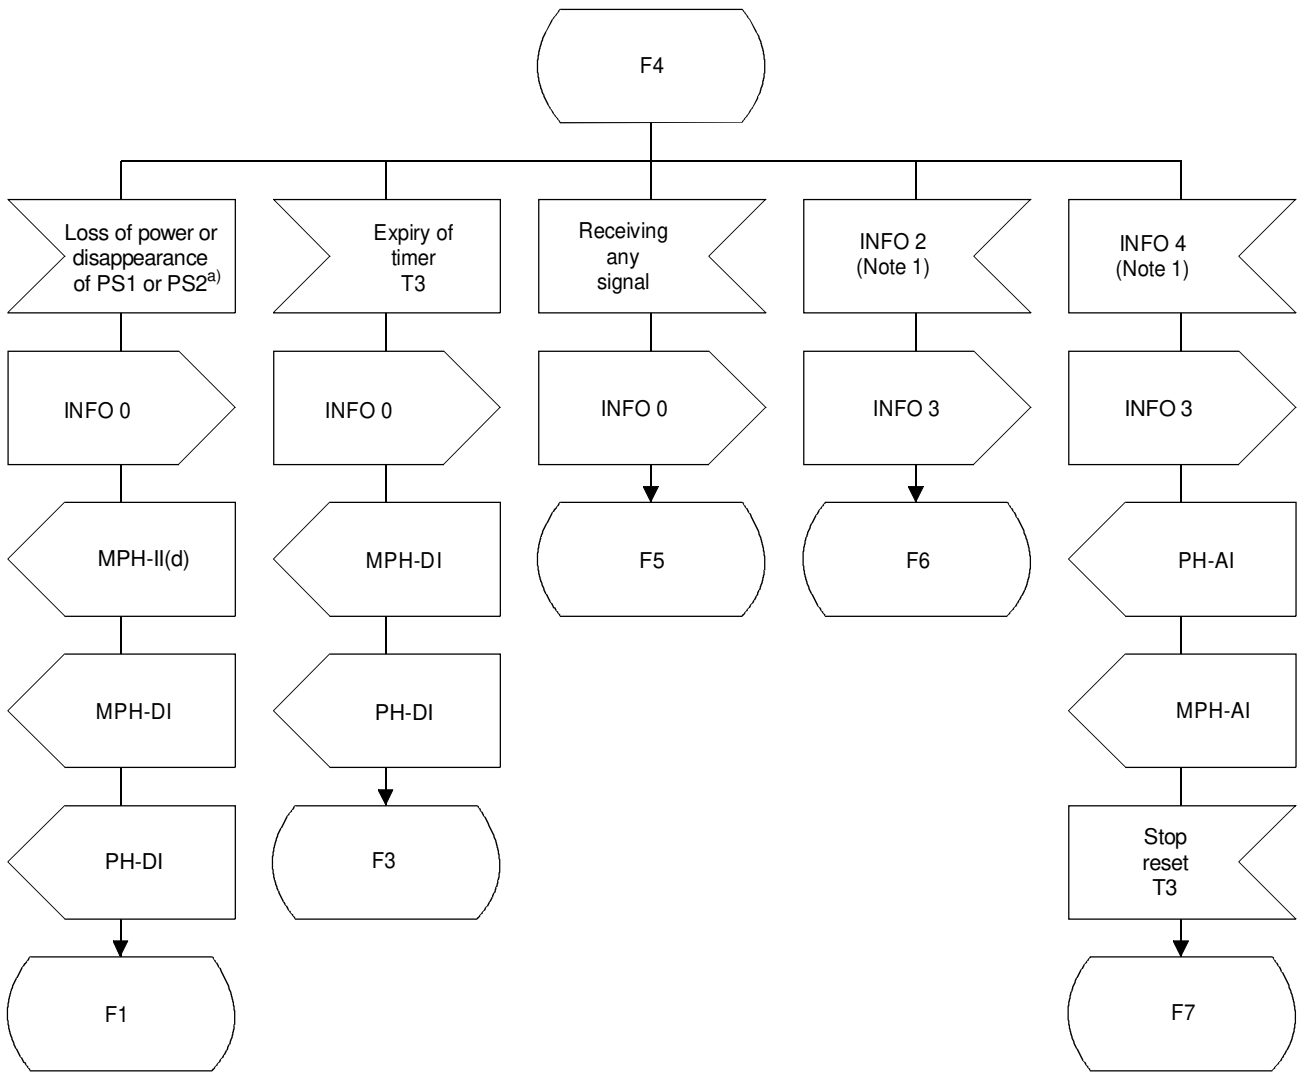 F4
Loss of power or
disappearance
of PS1 or PS2a)
Expiry of
timer
T3
Receiving
any
signal
INFO 2
(Note 1)
INFO 4
(Note 1)
INFO 0
INFO 0
INFO 0
INFO 3
INFO 3
MPH-II(d)
MPH-DI
F5
F6
PH-AI
MPH-DI
PH-DI
MPH-AI
PH-DI
F3
Stop
reset
T3
F1
F7